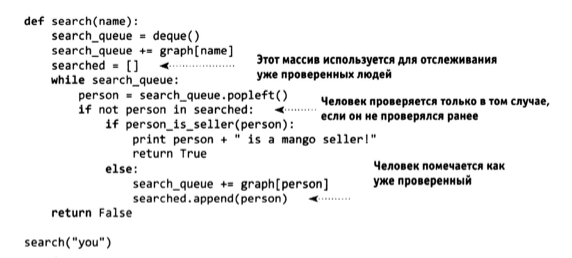 def search(name):
    search_queue = deque()
    search_queue += graph[name]
    searched = []
Этот массив используется для отслеживания
уже проверенных людей
    while search_queue:
        person = search_queue.popleft()
        if not person in searched:
Человек проверяется только в том случае,
если он не проверялся ранее
            if person_is_seller(person):
                print person + " is a mango seller!"
                return True
            else:
                search_queue += graph[person]
                searched.append(person)
Человек помечается как
уже проверенный
    return False
search("you")